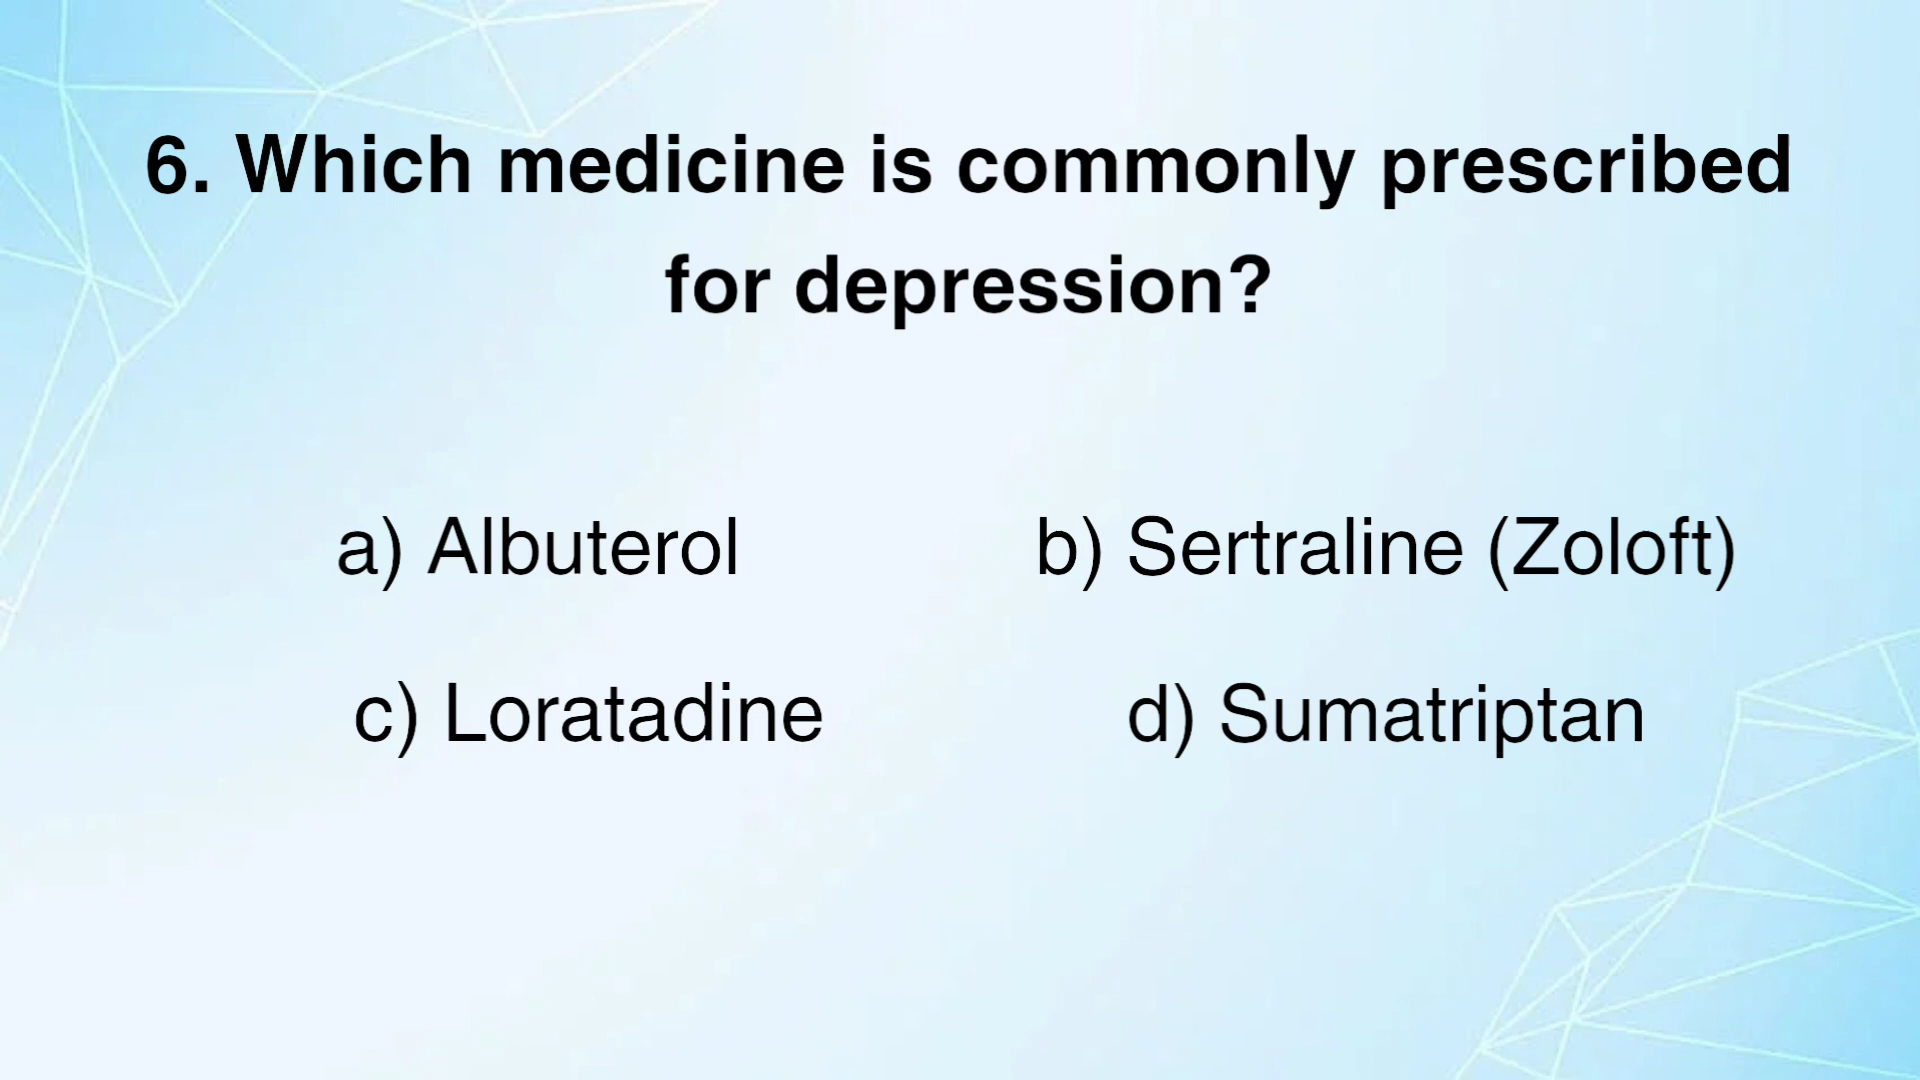 6. Which medicine is commonly prescribed
for depression?
a) Albuterol
b) Sertraline (Zoloft)
c) Loratadine
d) Sumatriptan